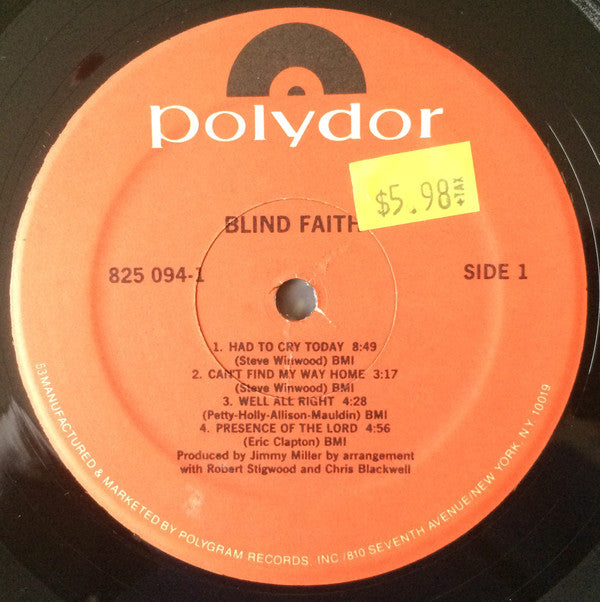 polydor
$5.98
+TAX
BLIND FAITH
825 094-1
SIDE 1
1. HAD TO CRY TODAY 8:49
(Steve Winwood) BMI
2. CAN'T FIND MY WAY HOME 3:17
(Steve Winwood) BMI
3. WELL ALL RIGHT 4:28
(Petty-Holly-Allison-Mauldin) BMI
4. PRESENCE OF THE LORD 4:56
(Eric Clapton) BMI
Produced by Jimmy Miller by arrangement
with Robert Stigwood and Chris Blackwell
53 MANUFACTURED & MARKETED BY POLYGRAM RECORDS, INC /810 SEVENTH AVENUE/NEW YORK, N.Y. 10019